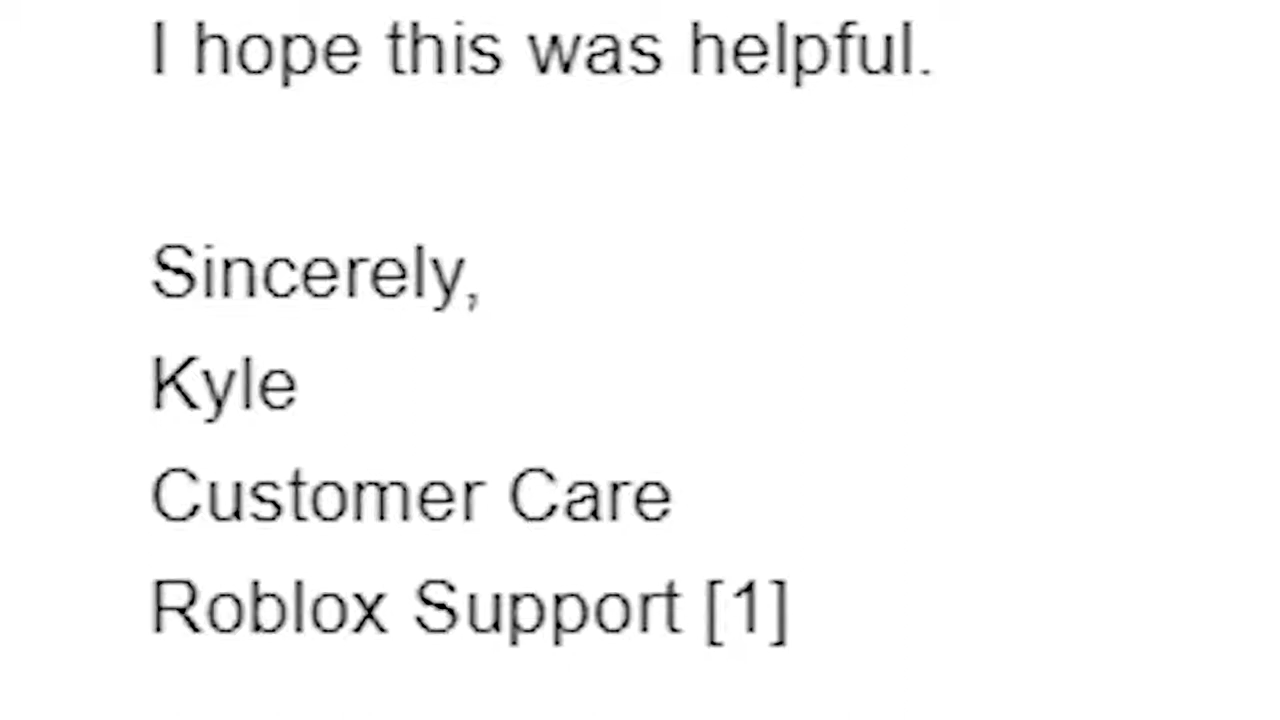 I hope this was helpful.
Sincerely,
Kyle
Customer Care
Roblox Support [1]